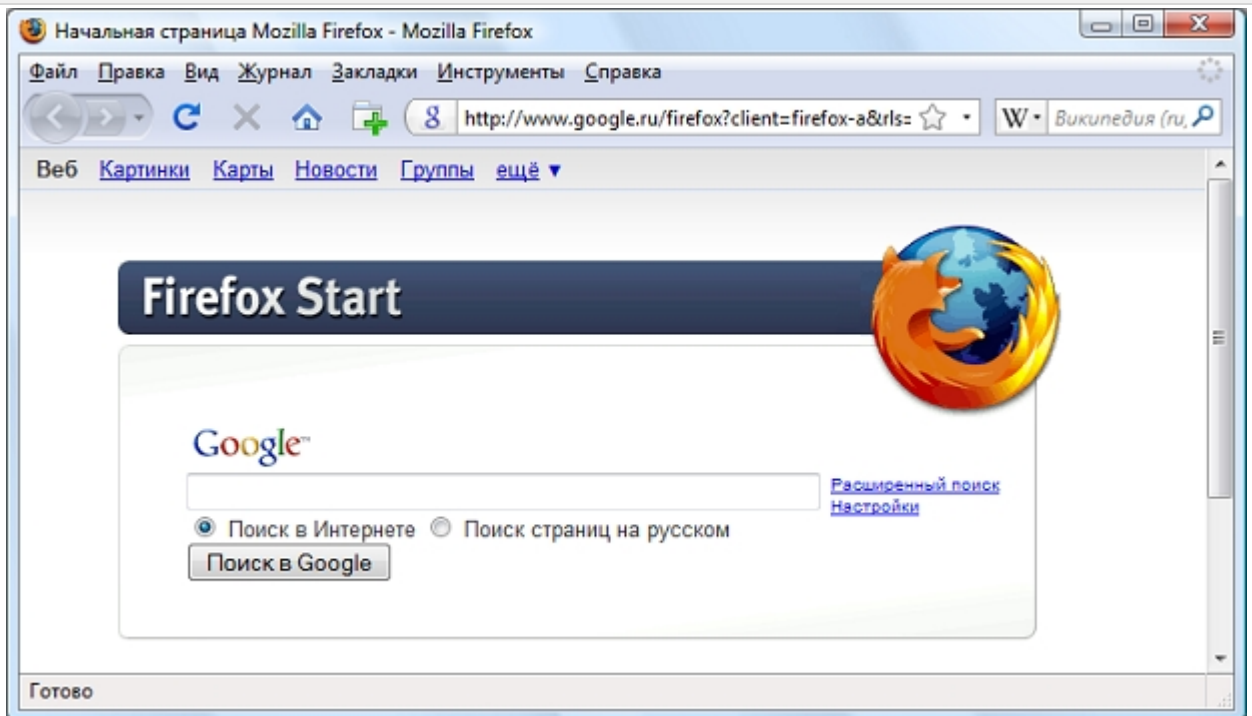 Начальная страница Mozilla Firefox - Mozilla Firefox
Файл Правка Вид Журнал Закладки Инструменты Справка
8 http://www.google.ru/firefox?client=firefox-a&rls= W Википедия (ru,
Веб Картинки Карты Новости Группы ещё ▼
Firefox Start
Google™
Расширенный поиск
Настройки
Поиск в Интернете Поиск страниц на русском
Поиск в Google
Готово